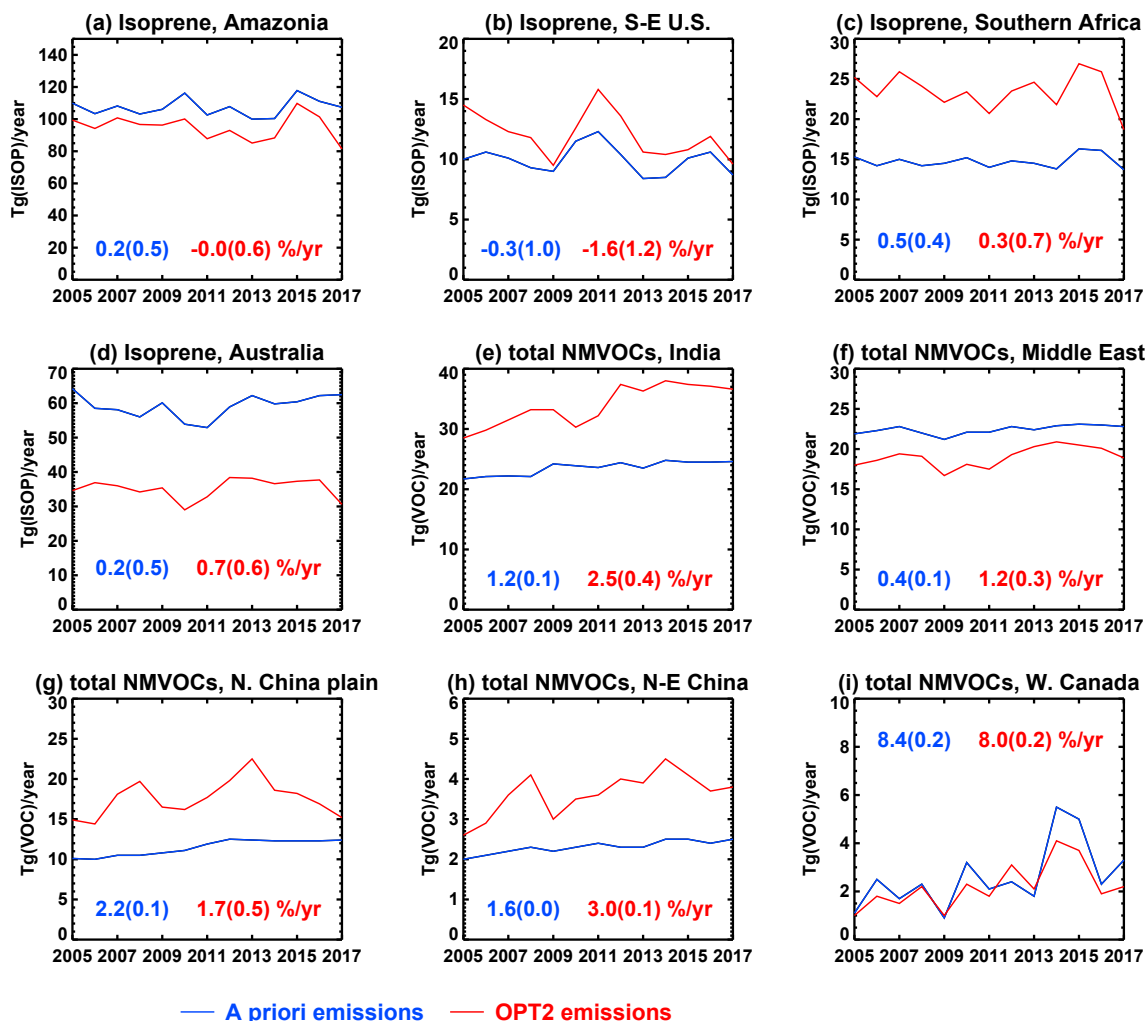 (a) Isoprene, Amazonia
Tg(ISOP)/year
140
120
100
80
60
40
20
0
0.2(0.5) -0.0(0.6) %/yr
2005 2007 2009 2011 2013 2015 2017
(b) Isoprene, S-E U.S.
Tg(ISOP)/year
20
15
10
5
0
-0.3(1.0) -1.6(1.2) %/yr
2005 2007 2009 2011 2013 2015 2017
(c) Isoprene, Southern Africa
Tg(ISOP)/year
30
25
20
15
10
5
0
0.5(0.4) 0.3(0.7) %/yr
2005 2007 2009 2011 2013 2015 2017
(d) Isoprene, Australia
Tg(ISOP)/year
70
60
50
40
30
20
10
0
0.2(0.5) 0.7(0.6) %/yr
2005 2007 2009 2011 2013 2015 2017
(e) total NMVOCs, India
Tg(VOC)/year
40
30
20
10
0
1.2(0.1) 2.5(0.4) %/yr
2005 2007 2009 2011 2013 2015 2017
(f) total NMVOCs, Middle East
Tg(VOC)/year
30
25
20
15
10
5
0
0.4(0.1) 1.2(0.3) %/yr
2005 2007 2009 2011 2013 2015 2017
(g) total NMVOCs, N. China plain
Tg(VOC)/year
30
25
20
15
10
5
0
2.2(0.1) 1.7(0.5) %/yr
2005 2007 2009 2011 2013 2015 2017
(h) total NMVOCs, N-E China
Tg(VOC)/year
6
5
4
3
2
1
0
1.6(0.0) 3.0(0.1) %/yr
2005 2007 2009 2011 2013 2015 2017
(i) total NMVOCs, W. Canada
Tg(VOC)/year
10
8
6
4
2
0
8.4(0.2) 8.0(0.2) %/yr
2005 2007 2009 2011 2013 2015 2017
A priori emissions OPT2 emissions